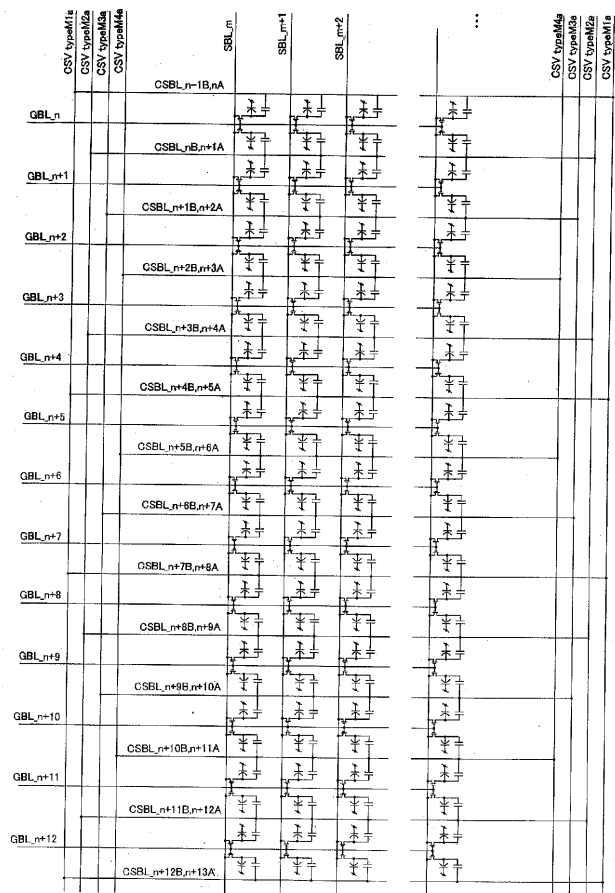 CSV typeM1a
CSV typeM2a
CSV typeM3a
CSV typeM4a
SBL_m
SBL_m+1
SBL_m+2
...
CSV typeM4a
CSV typeM3a
CSV typeM2a
CSV typeM1a
CSBL_n-1B,nA
GBL_n
CSBL_nB,n+1A
GBL_n+1
CSBL_n+1B,n+2A
GBL_n+2
CSBL_n+2B,n+3A
GBL_n+3
CSBL_n+3B,n+4A
GBL_n+4
CSBL_n+4B,n+5A
GBL_n+5
CSBL_n+5B,n+6A
GBL_n+6
CSBL_n+6B,n+7A
GBL_n+7
CSBL_n+7B,n+8A
GBL_n+8
CSBL_n+8B,n+9A
GBL_n+9
CSBL_n+9B,n+10A
GBL_n+10
CSBL_n+10B,n+11A
GBL_n+11
CSBL_n+11B,n+12A
GBL_n+12
CSBL_n+12B,n+13A